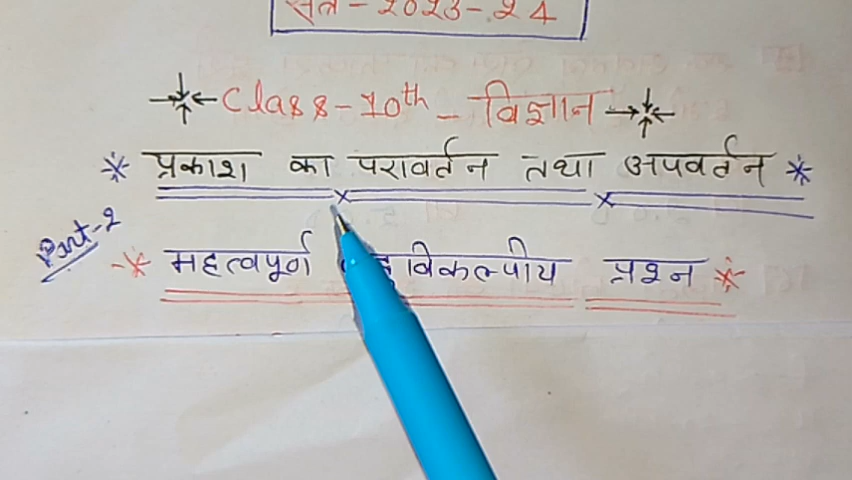 सत्र - 2023-24
Class-10th - विज्ञान
* प्रकाश का परावर्तन तथा अपवर्तन *
Part-2
* महत्वपूर्ण विकल्पीय प्रश्न *